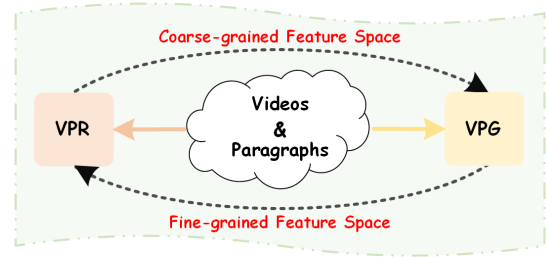 Coarse-grained Feature Space
VPR
Videos
&
Paragraphs
VPG
Fine-grained Feature Space